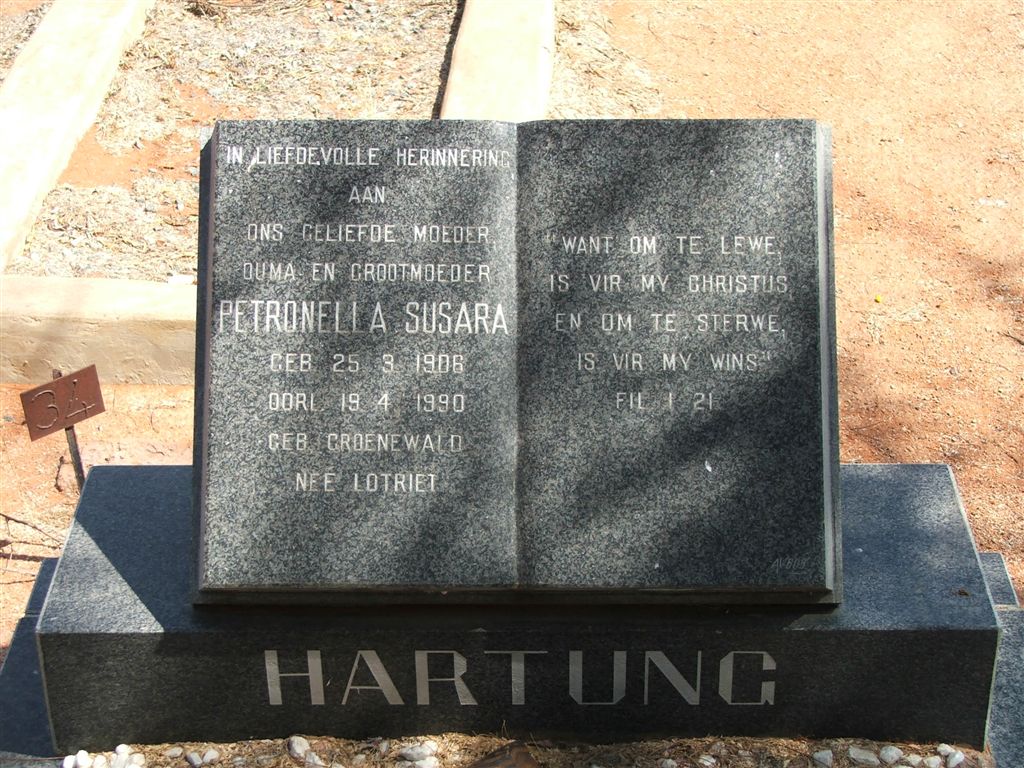 IN LIEFDEVOLLE HERINNERING
AAN
ONS GELIEFDE MOEDER,
OUMA EN GROOTMOEDER
PETRONELLA SUSARA
GEB 25 3 1906
OORL 19 4 1990
GEB. GROENEWALD
NEE LOTRIET
"WANT OM TE LEWE,
IS VIR MY CHRISTUS,
EN OM TE STERWE,
IS VIR MY WINS"
FIL 1 21
AVBOB
HARTUNG
34